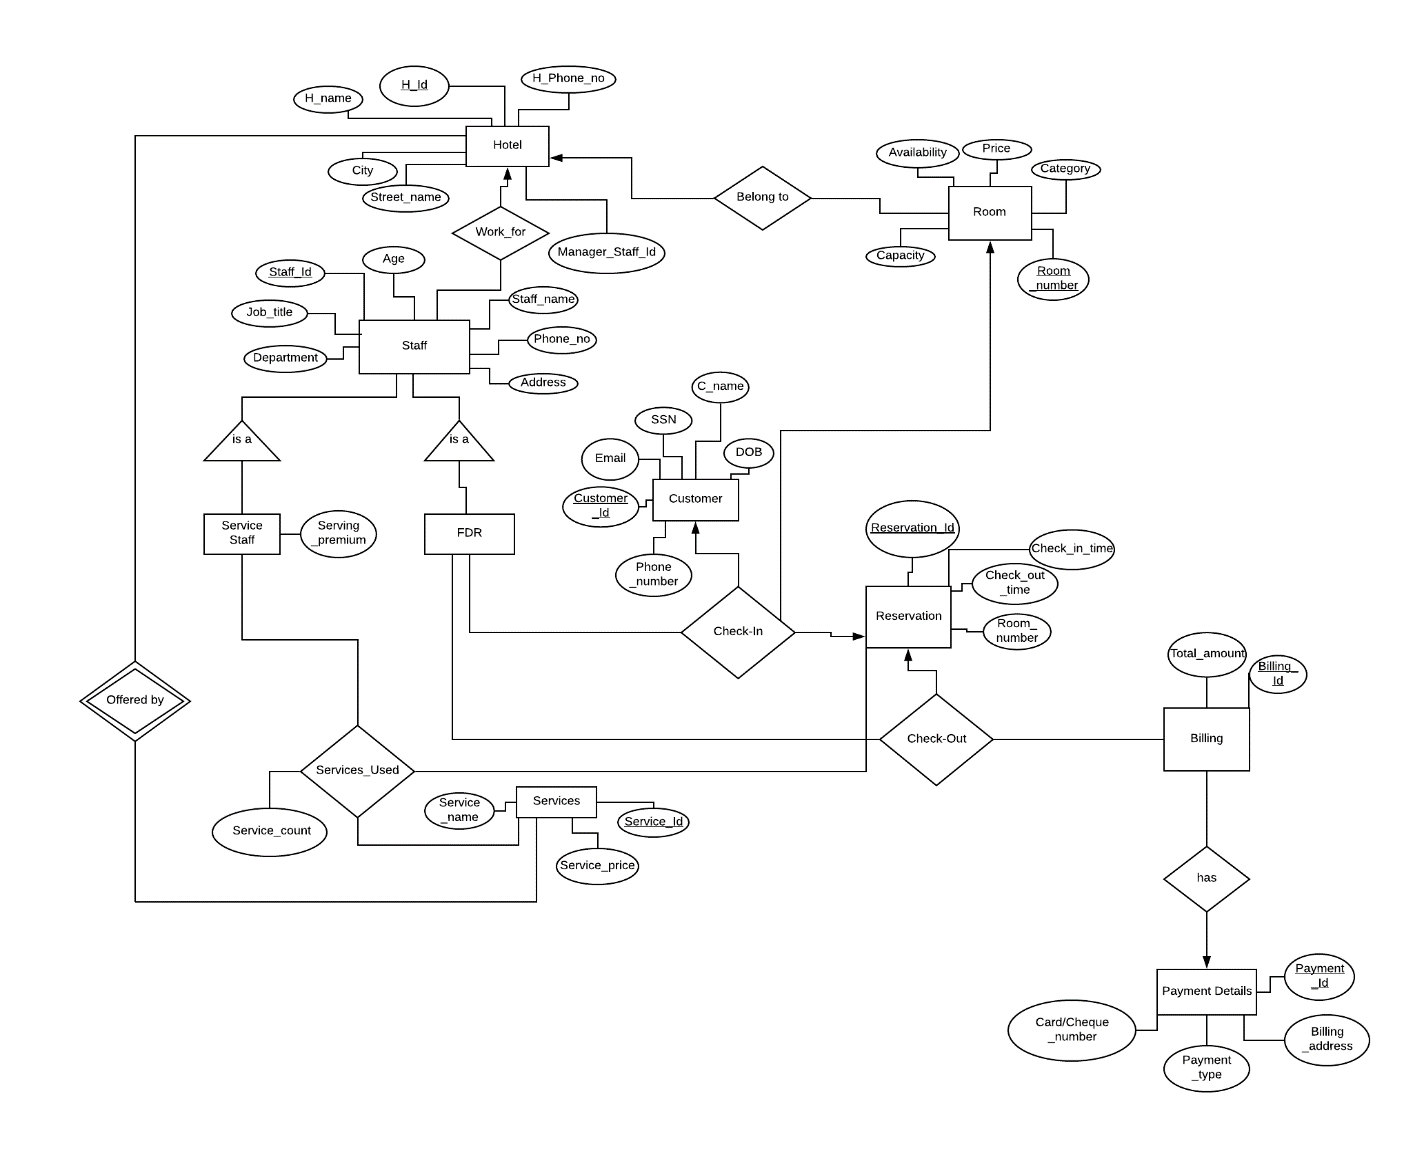 H_Id
H_Phone_no
H_name
Hotel
City
Street_name
Availability
Price
Category
Belong to
Room
Work_for
Manager_Staff_Id
Capacity
Room
_number
Age
Staff_Id
Staff_name
Job_title
Phone_no
Staff
Department
Address
C_name
SSN
is a
is a
Email
DOB
Customer
_Id
Customer
Service
Staff
Serving
_premium
FDR
Reservation_Id
Check_in_time
Phone
_number
Check_out
_time
Reservation
Check-In
Room_
number
Total_amount
Billing_
Id
Offered by
Check-Out
Billing
Services_Used
Service
_name
Services
Service_Id
Service_count
Service_price
has
Payment
_Id
Payment Details
Card/Cheque
_number
Billing
_address
Payment
_type